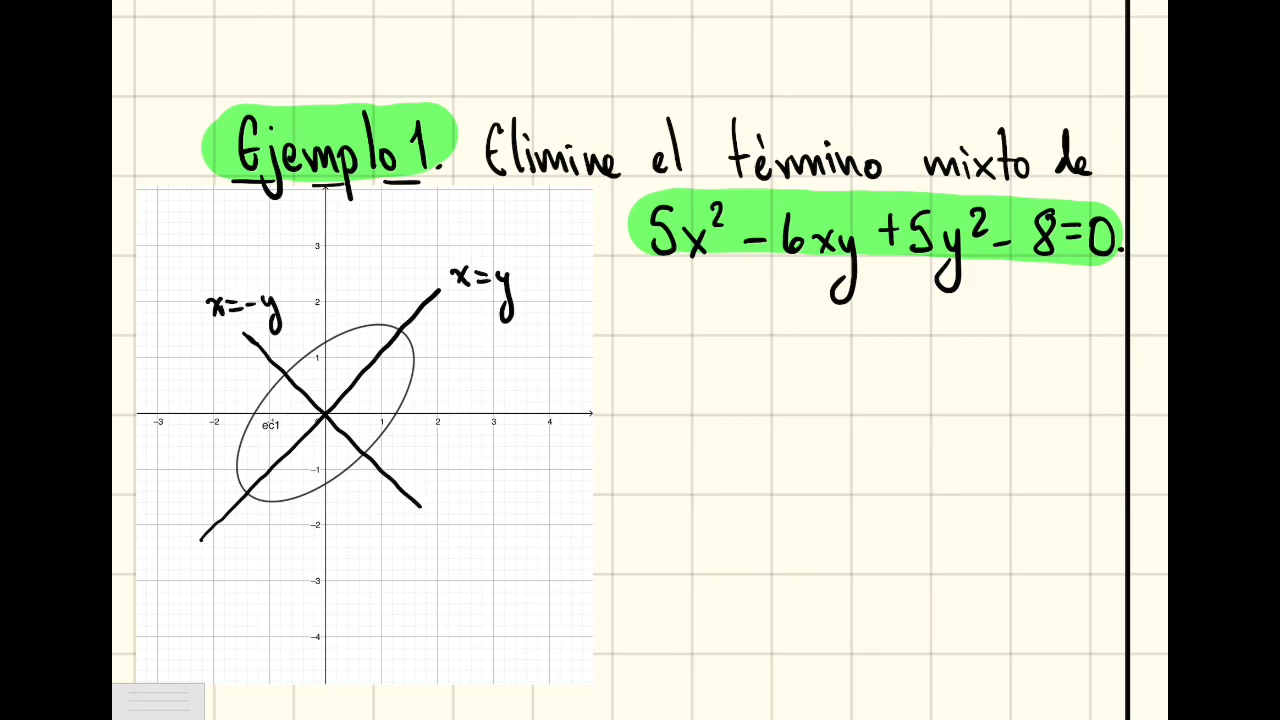 Ejemplo 1. Elimine el término mixto de
5x² - 6xy + 5y² - 8 = 0.
x=y
x=-y
3
2
1
-3 -2 -1 1 2 3 4
ec1
-1
-2
-3
-4